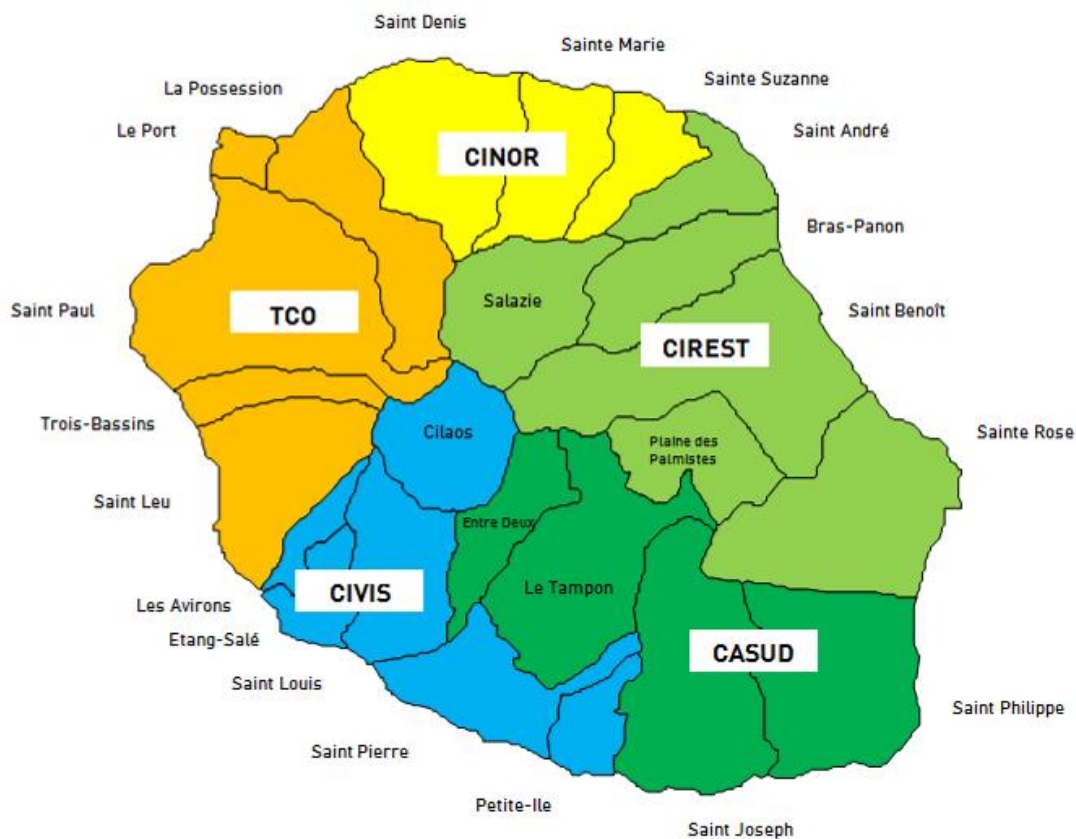 Saint Denis
Sainte Marie
Sainte Suzanne
La Possession
Le Port
Saint André
CINOR
Bras-Panon
Salazie
Saint Paul
TCO
Saint Benoît
CIREST
Trois-Bassins
Cilaos
Plaine des
Palmistes
Sainte Rose
Saint Leu
Entre Deux
Le Tampon
CIVIS
Les Avirons
Etang-Salé
CASUD
Saint Louis
Saint Philippe
Saint Pierre
Petite-Ile
Saint Joseph